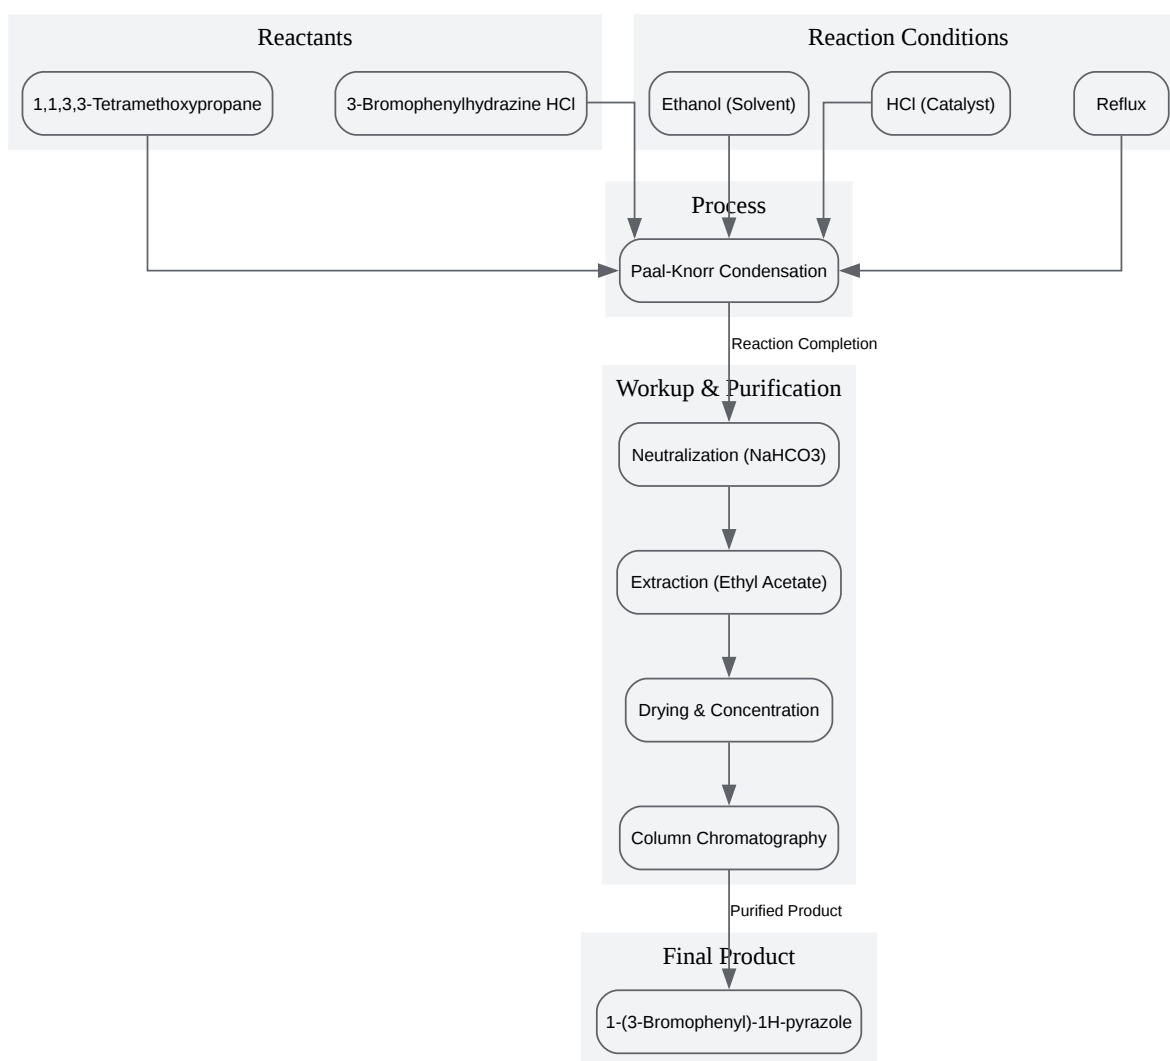 Reactants
Reaction Conditions
1,1,3,3-Tetramethoxypropane
3-Bromophenylhydrazine HCl
Ethanol (Solvent)
HCl (Catalyst)
Reflux
Process
Paal-Knorr Condensation
Reaction Completion
Workup & Purification
Neutralization (NaHCO3)
Extraction (Ethyl Acetate)
Drying & Concentration
Column Chromatography
Purified Product
Final Product
1-(3-Bromophenyl)-1H-pyrazole